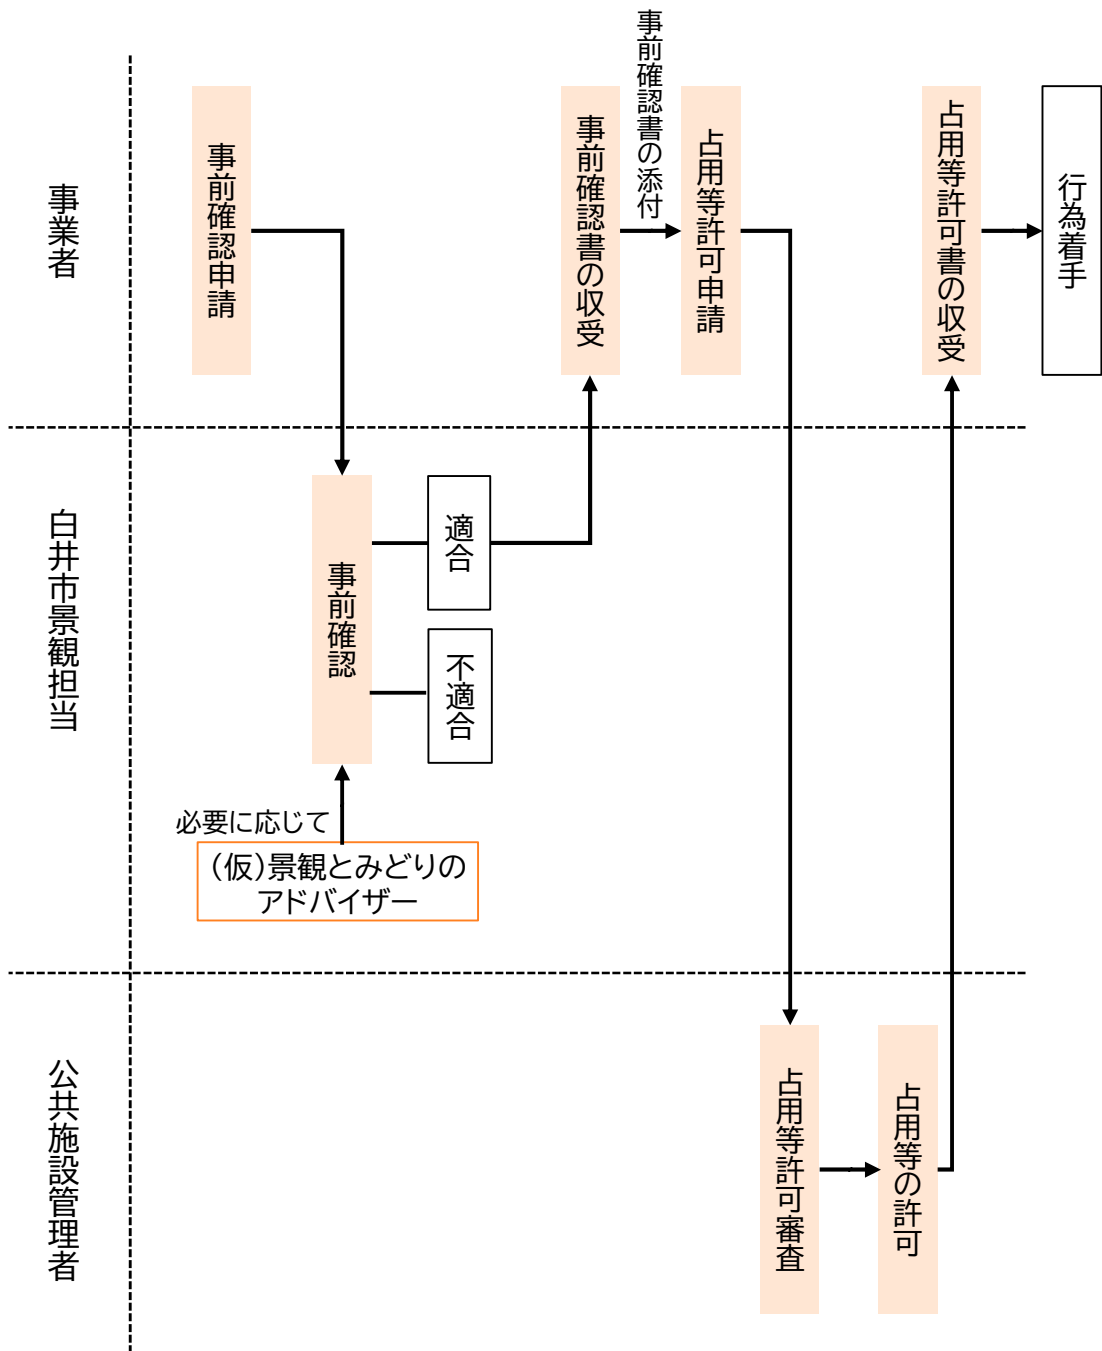 事業者
事前確認申請
事前確認書の収受
事前確認書の添付
占用等許可申請
占用等許可書の収受
行為着手
白井市景観担当
事前確認
適合
不適合
必要に応じて
（仮）景観とみどりの
アドバイザー
公共施設管理者
占用等許可審査
占用等の許可